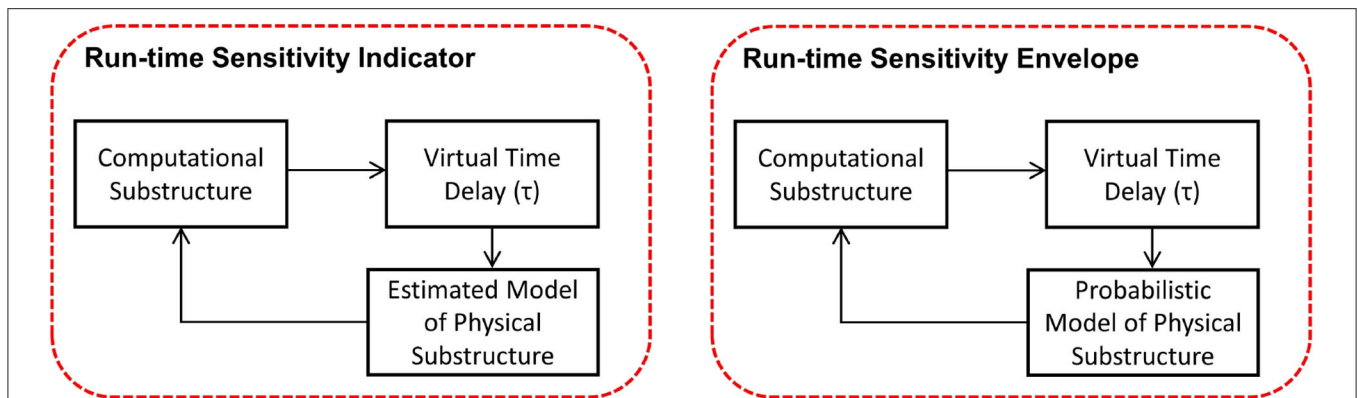 Run-time Sensitivity Indicator
Computational
Substructure
Virtual Time
Delay (τ)
Estimated Model
of Physical
Substructure
Run-time Sensitivity Envelope
Computational
Substructure
Virtual Time
Delay (τ)
Probabilistic
Model of Physical
Substructure